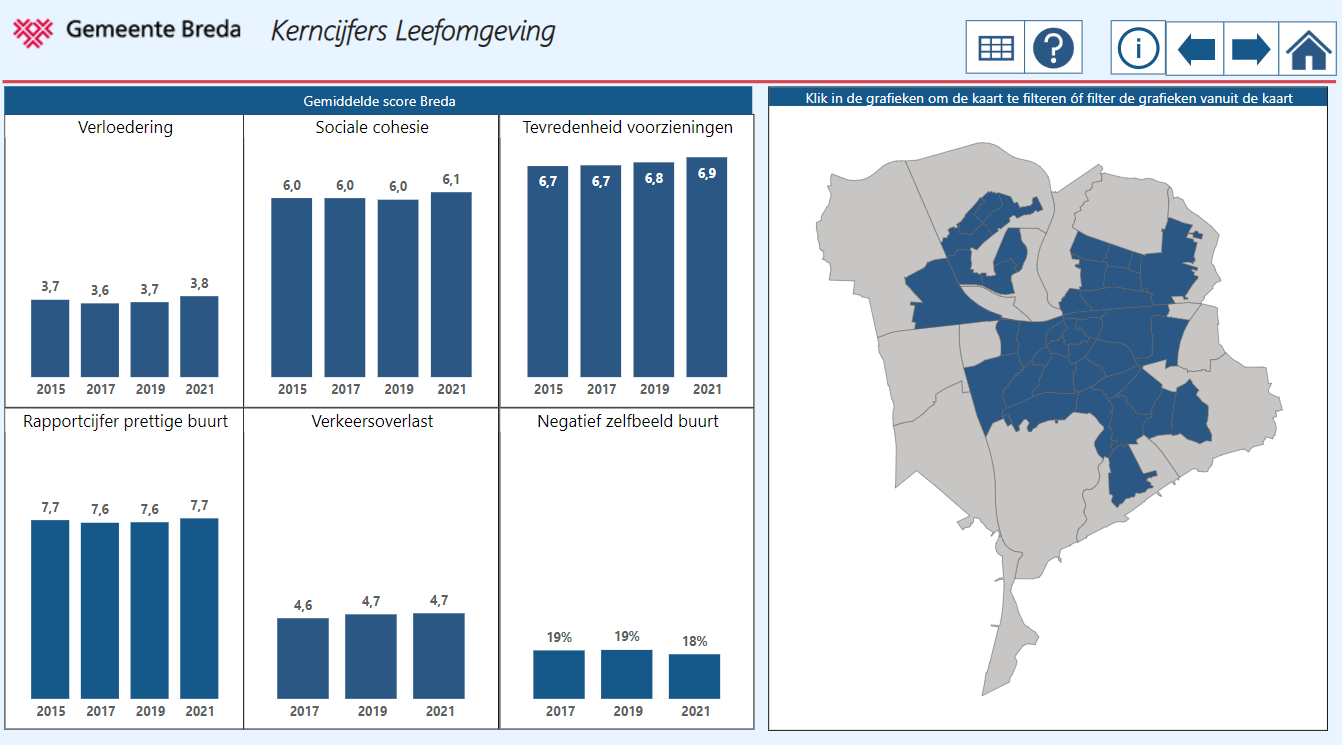 Gemeente Breda
Kerncijfers Leefomgeving
Gemiddelde score Breda
Klik in de grafieken om de kaart te filteren óf filter de grafieken vanuit de kaart
Verloedering
3,7 3,6 3,7 3,8
2015 2017 2019 2021
Sociale cohesie
6,0 6,0 6,0 6,1
2015 2017 2019 2021
Tevredenheid voorzieningen
6,7 6,7 6,8 6,9
2015 2017 2019 2021
Rapportcijfer prettige buurt
7,7 7,6 7,6 7,7
2015 2017 2019 2021
Verkeersoverlast
4,6 4,7 4,7
2017 2019 2021
Negatief zelfbeeld buurt
19% 19% 18%
2017 2019 2021